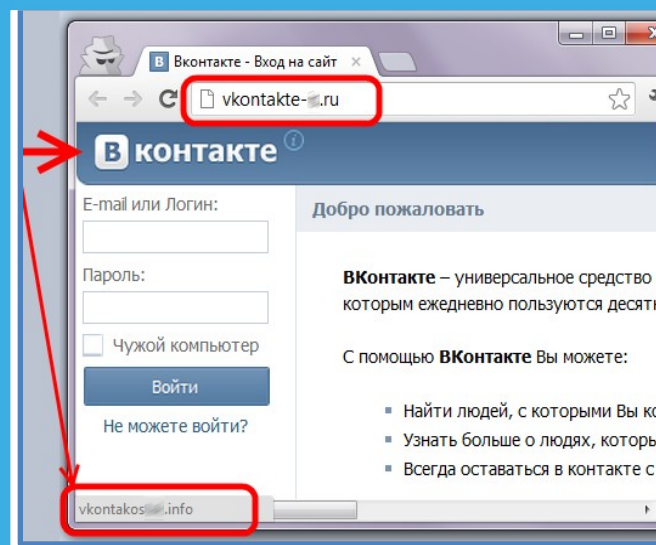 Вконтакте - Вход на сайт
vkontakte-.ru
В контакте
E-mail или Логин:
Пароль:
Чужой компьютер
Войти
Не можете войти?
Добро пожаловать
ВКонтакте – универсальное средство
которым ежедневно пользуются
С помощью ВКонтакте Вы можете:
Найти людей, с которыми Вы
Узнать больше о людях,
Всегда оставаться в контакте с
vkontakos .info